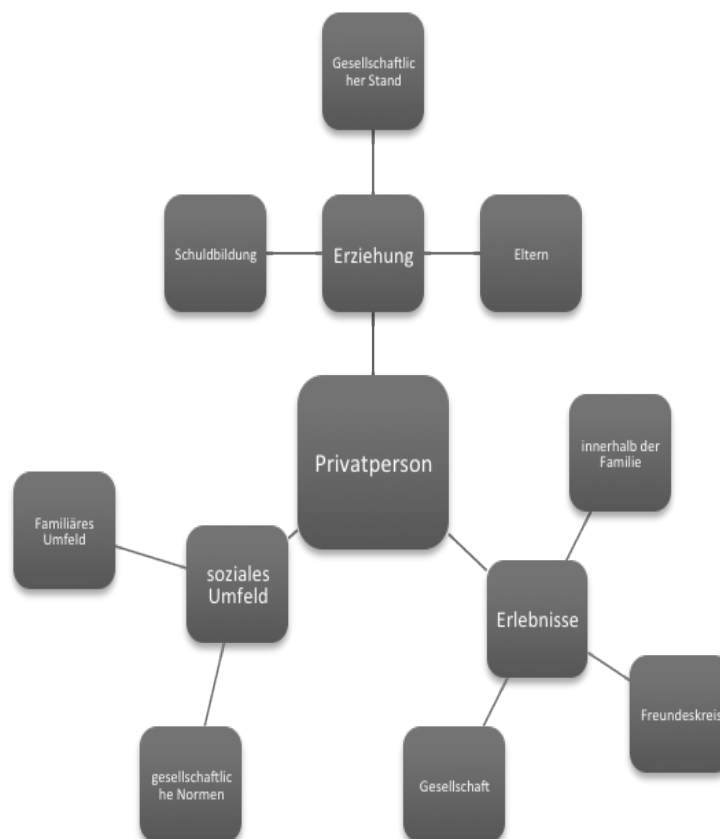 Gesellschaftlic
her Stand
Schuldbildung
Erziehung
Eltern
Privatperson
innerhalb der
Familie
Familiäres
Umfeld
soziales
Umfeld
Erlebnisse
Freundeskreis
gesellschaftlic
he Normen
Gesellschaft